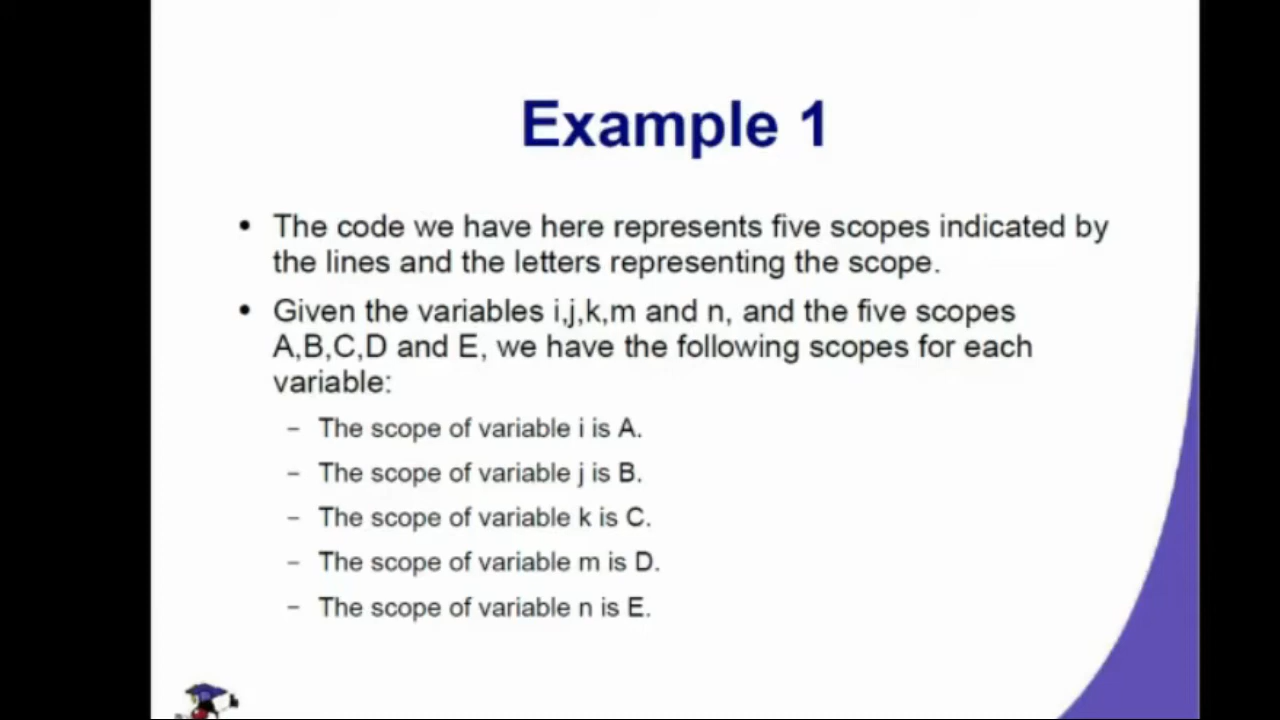 Example 1
• The code we have here represents five scopes indicated by
the lines and the letters representing the scope.
• Given the variables i,j,k,m and n, and the five scopes
A,B,C,D and E, we have the following scopes for each
variable:
– The scope of variable i is A.
– The scope of variable j is B.
– The scope of variable k is C.
– The scope of variable m is D.
– The scope of variable n is E.